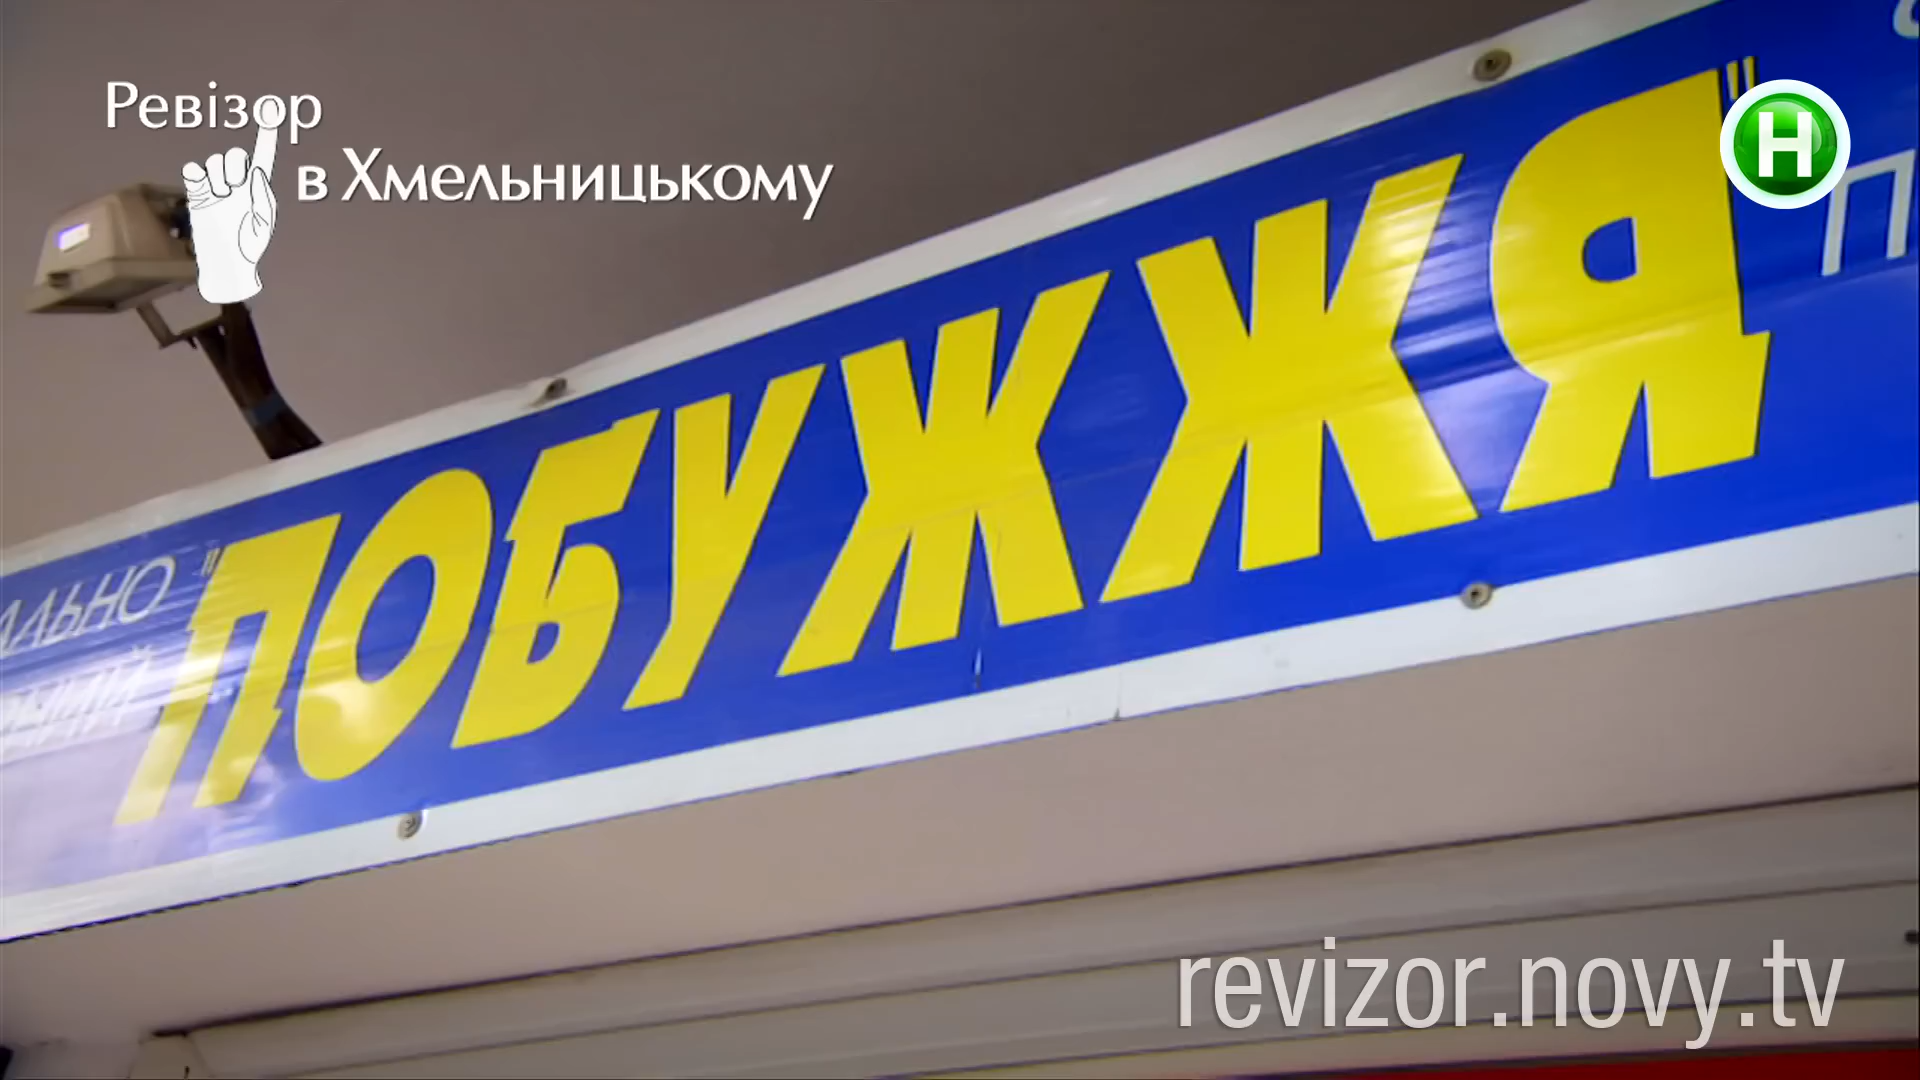 Ревізор
в Хмельницькому
Н
"ПОБУЖЖЯ"
revizor.novy.tv